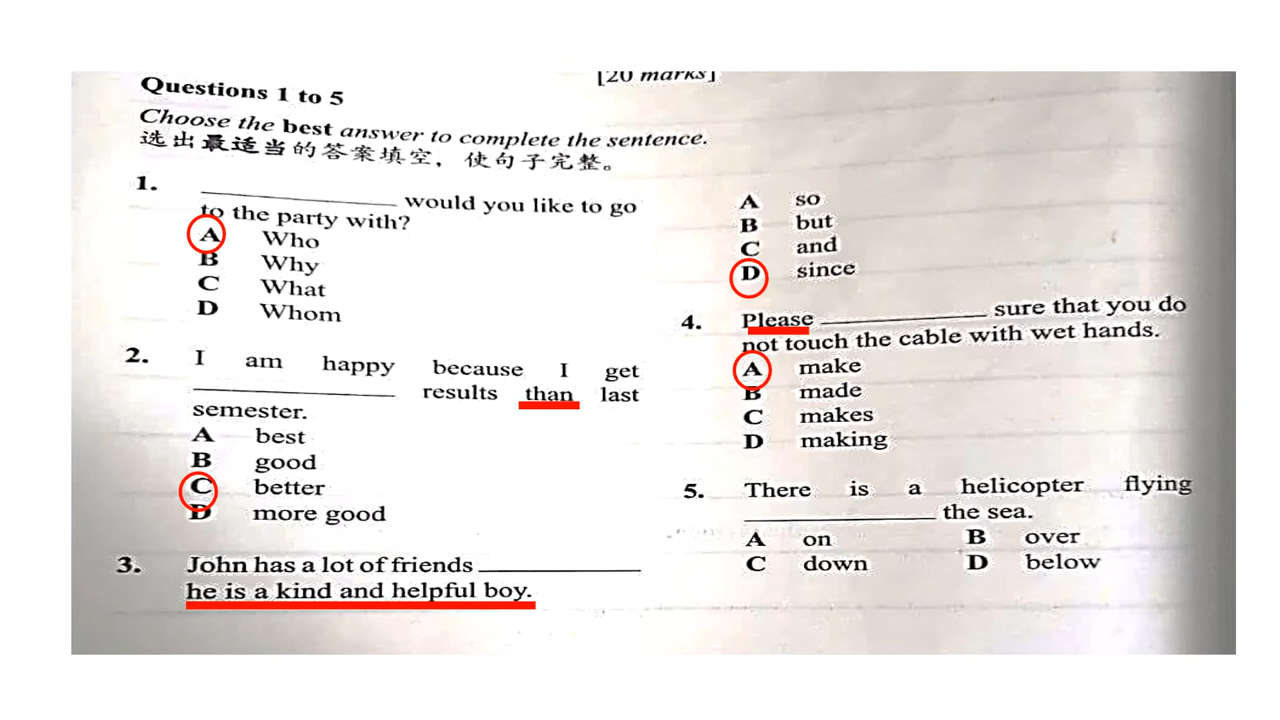 [20 marks]
Questions 1 to 5
Choose the best answer to complete the sentence.
选出最适当的答案填空，使句子完整。
1. ____________ would you like to go
to the party with?
A Who
B Why
C What
D Whom
2. I am happy because I get
____________ results than last
semester.
A best
B good
C better
D more good
3. John has a lot of friends ____________
he is a kind and helpful boy.
A so
B but
C and
D since
4. Please ____________ sure that you do
not touch the cable with wet hands.
A make
B made
C makes
D making
5. There is a helicopter flying
____________ the sea.
A on B over
C down D below